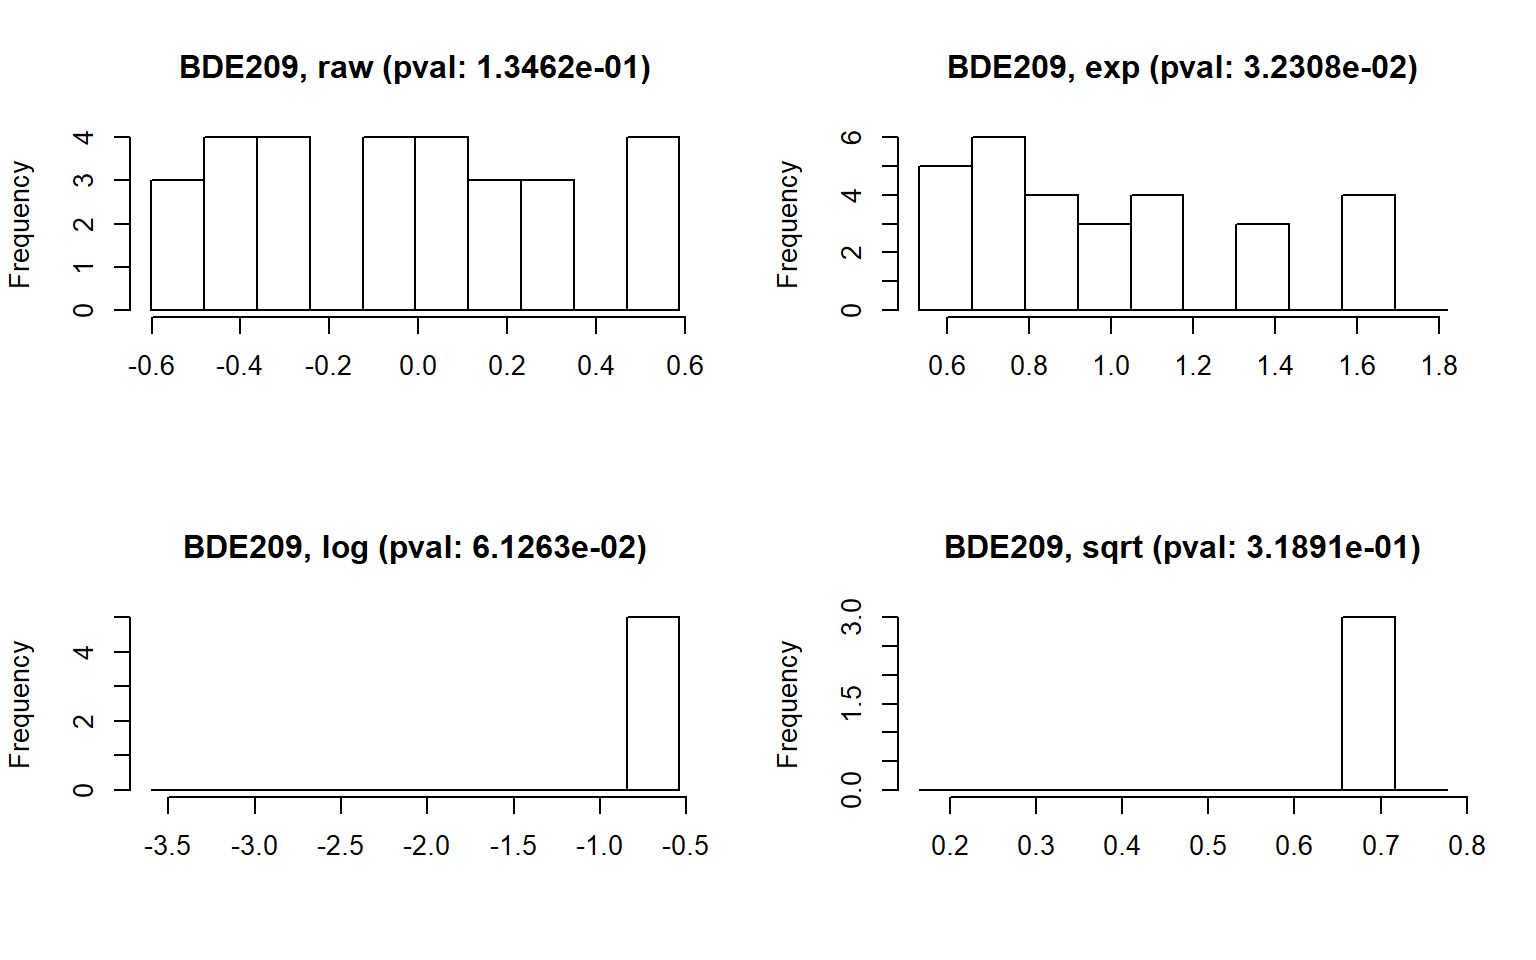 BDE209, raw (pval: 1.3462e-01)
Frequency
0 1 2 3 4
-0.6 -0.4 -0.2 0.0 0.2 0.4 0.6
BDE209, exp (pval: 3.2308e-02)
Frequency
0 2 4 6
0.6 0.8 1.0 1.2 1.4 1.6 1.8
BDE209, log (pval: 6.1263e-02)
Frequency
0 2 4
-3.5 -3.0 -2.5 -2.0 -1.5 -1.0 -0.5
BDE209, sqrt (pval: 3.1891e-01)
Frequency
0.0 1.5 3.0
0.2 0.3 0.4 0.5 0.6 0.7 0.8